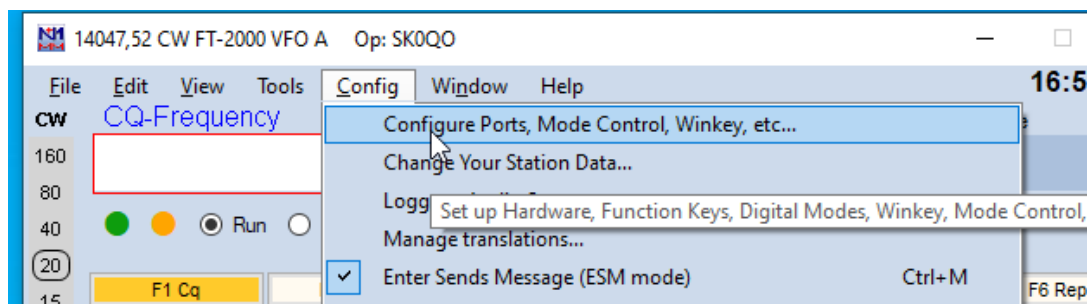 14047,52 CW FT-2000 VFO A Op: SK0QO
File Edit View Tools Config Window Help 16:5
CW CQ-Frequency Configure Ports, Mode Control, Winkey, etc...
160 Change Your Station Data...
80
Set up Hardware, Function Keys, Digital Modes, Winkey, Mode Control,
40 Run Manage translations...
20 Enter Sends Message (ESM mode) Ctrl+M
15 F1 Cq F6 Rep